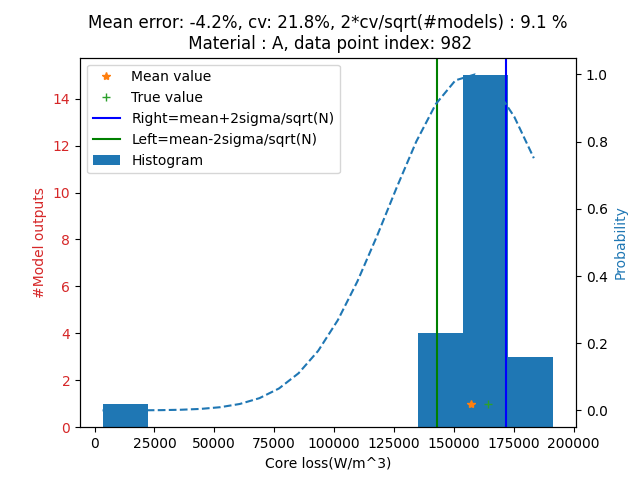 Mean error: -4.2%, cv: 21.8%, 2*cv/sqrt(#models) : 9.1 %
Material : A, data point index: 982
Mean value
True value
Right=mean+2sigma/sqrt(N)
Left=mean-2sigma/sqrt(N)
Histogram
#Model outputs
14
12
10
8
6
4
2
0
1.0
0.8
0.6
0.4
0.2
0.0
Probability
0
25000
50000
75000
100000
125000
150000
175000
200000
Core loss(W/m^3)